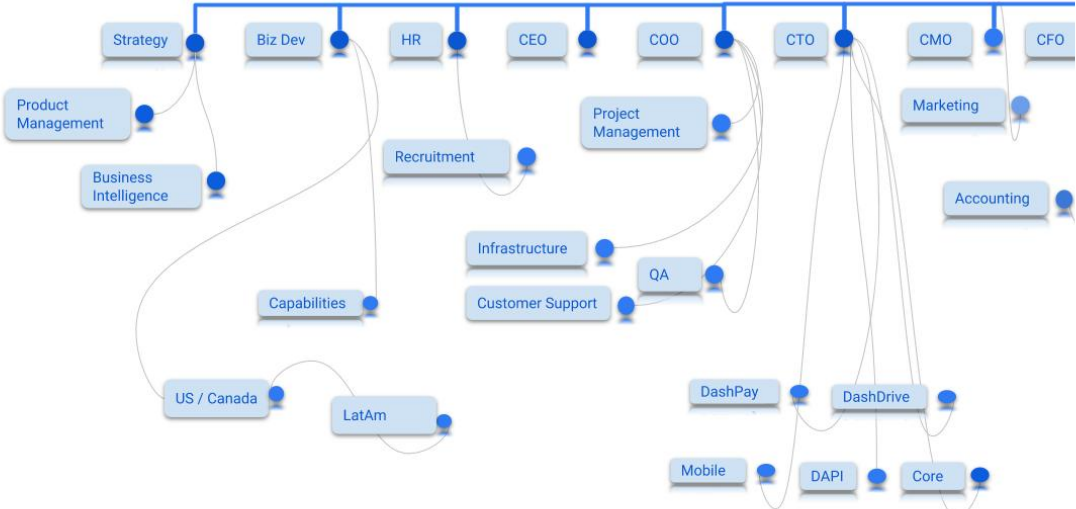 Strategy
Biz Dev
HR
CEO
COO
CTO
CMO
CFO
Product
Management
Marketing
Project
Management
Recruitment
Business
Intelligence
Accounting
Infrastructure
QA
Capabilities
Customer Support
US / Canada
DashPay
DashDrive
LatAm
Mobile
DAPI
Core